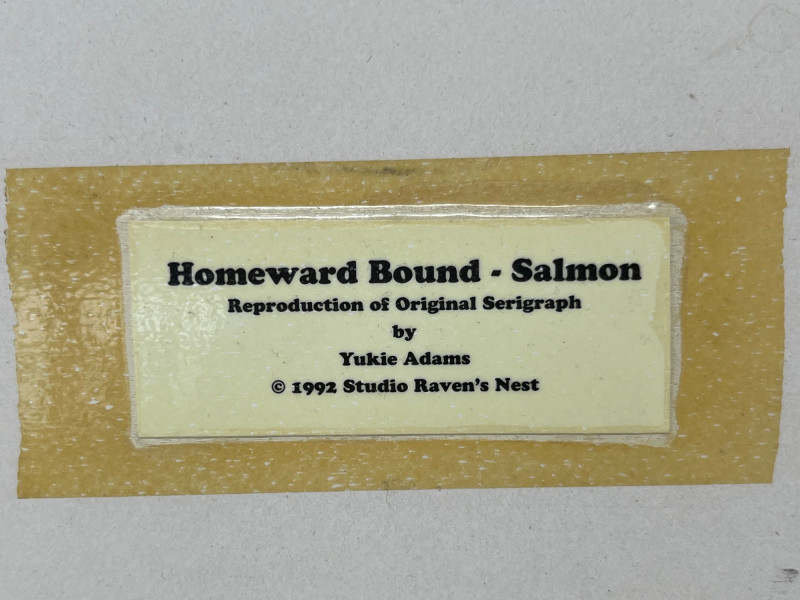 Homeward Bound - Salmon
Reproduction of Original Serigraph
by
Yukie Adams
© 1992 Studio Raven's Nest